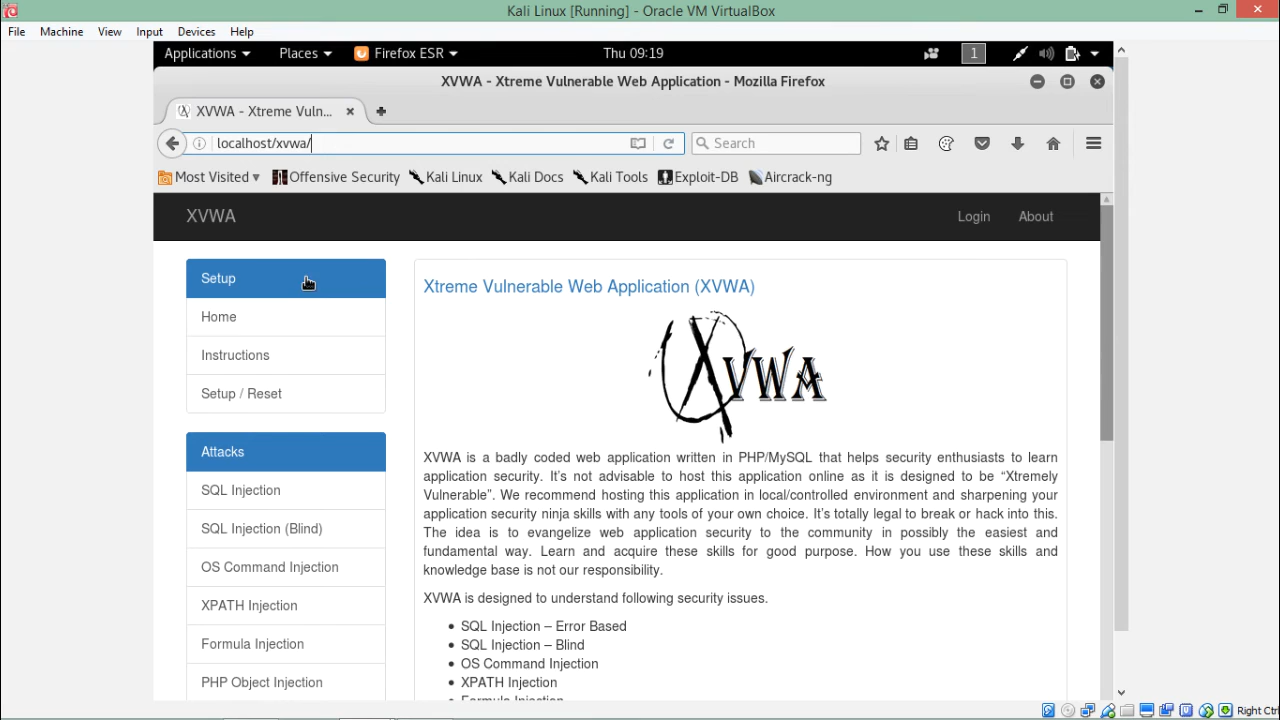 Kali Linux [Running] - Oracle VM VirtualBox
File Machine View Input Devices Help
Applications Places Firefox ESR Thu 09:19 1
XVWA - Xtreme Vulnerable Web Application - Mozilla Firefox
XVWA - Xtreme Vuln...
localhost/xvwa/ Search
Most Visited Offensive Security Kali Linux Kali Docs Kali Tools Exploit-DB Aircrack-ng
XVWA Login About
Setup
Home
Instructions
Setup / Reset
Attacks
SQL Injection
SQL Injection (Blind)
OS Command Injection
XPATH Injection
Formula Injection
PHP Object Injection
Xtreme Vulnerable Web Application (XVWA)
XVWA
XVWA is a badly coded web application written in PHP/MySQL that helps security enthusiasts to learn
application security. It’s not advisable to host this application online as it is designed to be “Xtremely
Vulnerable”. We recommend hosting this application in local/controlled environment and sharpening your
application security ninja skills with any tools of your own choice. It’s totally legal to break or hack into this.
The idea is to evangelize web application security to the community in possibly the easiest and
fundamental way. Learn and acquire these skills for good purpose. How you use these skills and
knowledge base is not our responsibility.
XVWA is designed to understand following security issues.
SQL Injection – Error Based
SQL Injection – Blind
OS Command Injection
XPATH Injection
Formula Injection
Right Ctrl